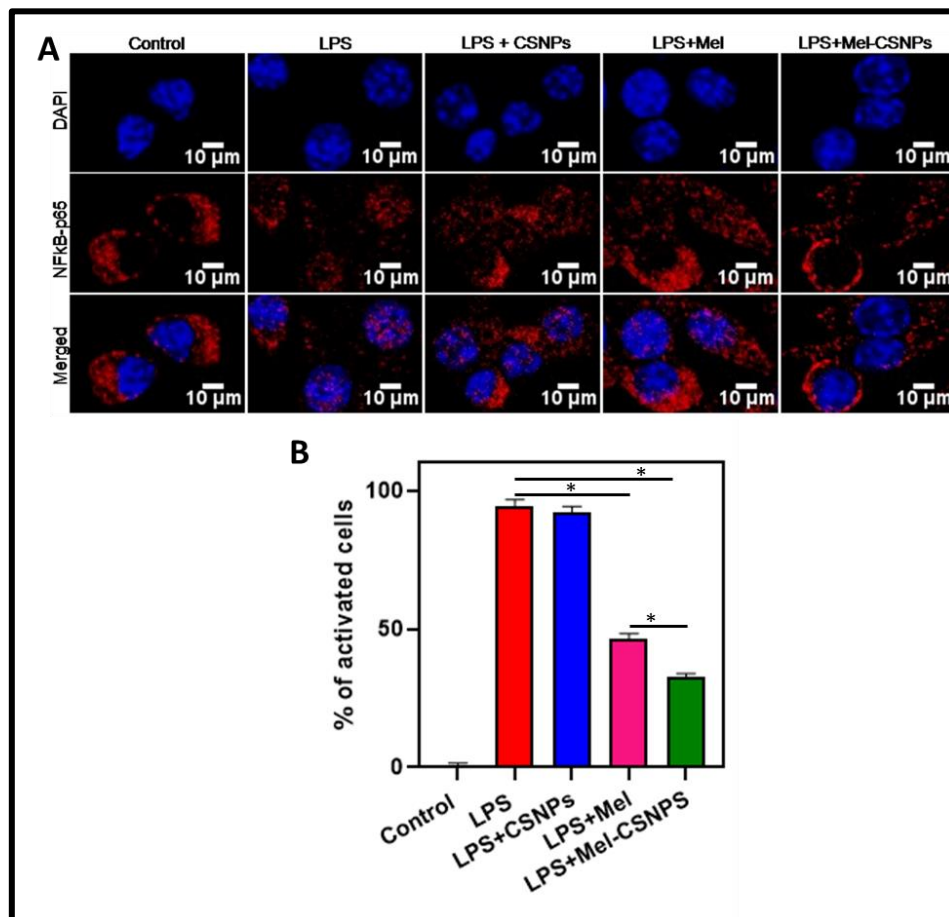 A
Control LPS LPS + CSNPs LPS+Mel LPS+Mel-CSNPs
DAPI
10 µm 10 µm 10 µm 10 µm 10 µm
NFkB-p65
10 µm 10 µm 10 µm 10 µm 10 µm
Merged
10 µm 10 µm 10 µm 10 µm 10 µm
B
% of activated cells
100
50
0
*
*
*
Control
LPS
LPS+CSNPs
LPS+Mel
LPS+Mel-CSNPS